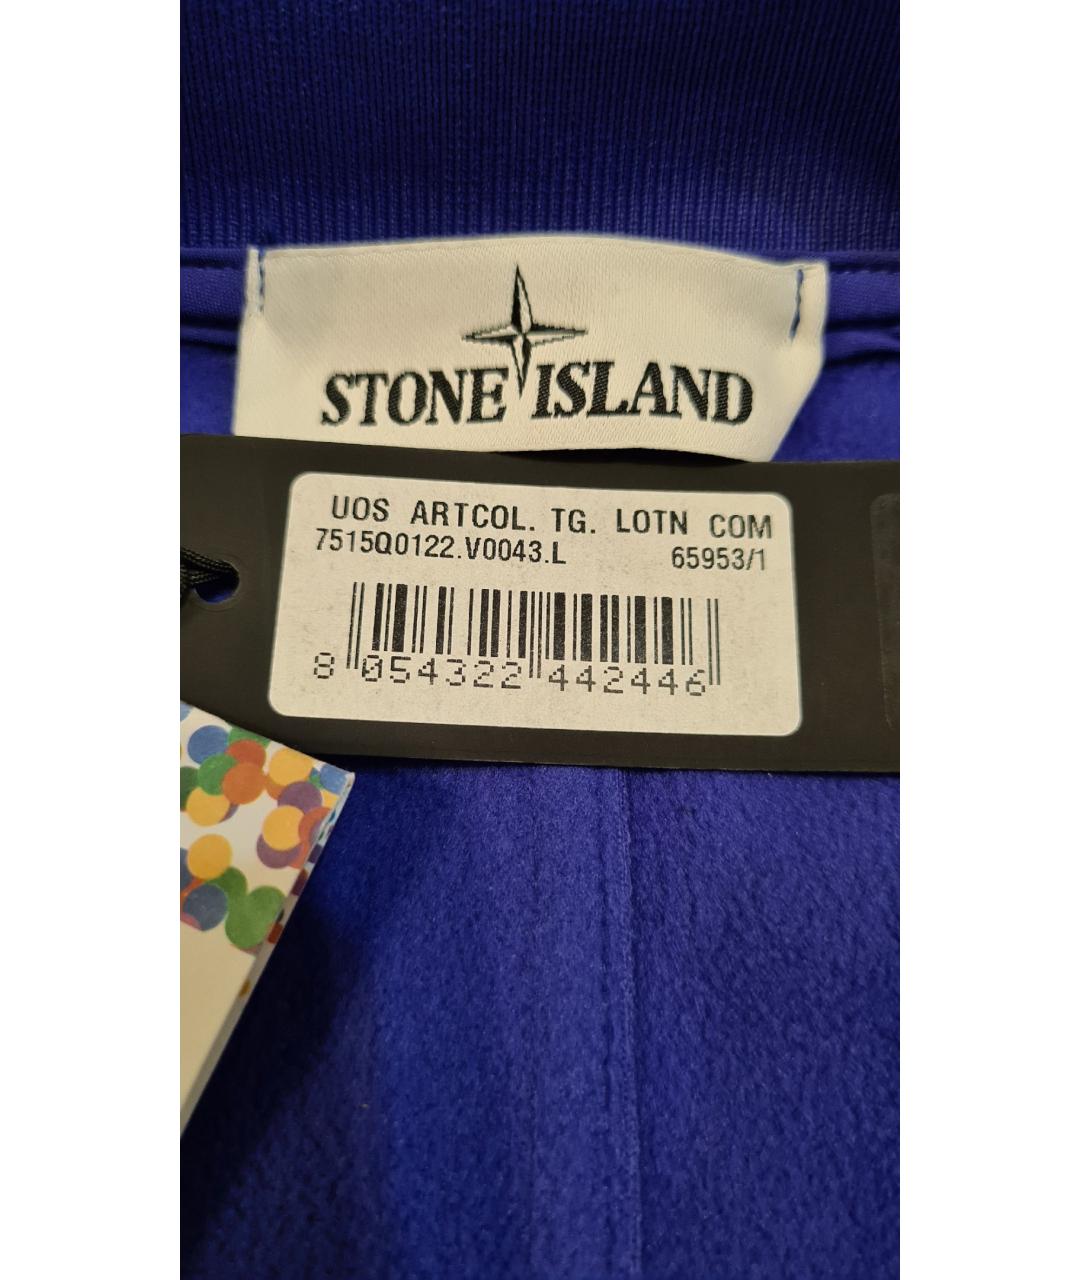 STONE ISLAND
UOS ARTCOL. TG. LOTN COM
7515Q0122.V0043.L 65953/1
8 054322 442446